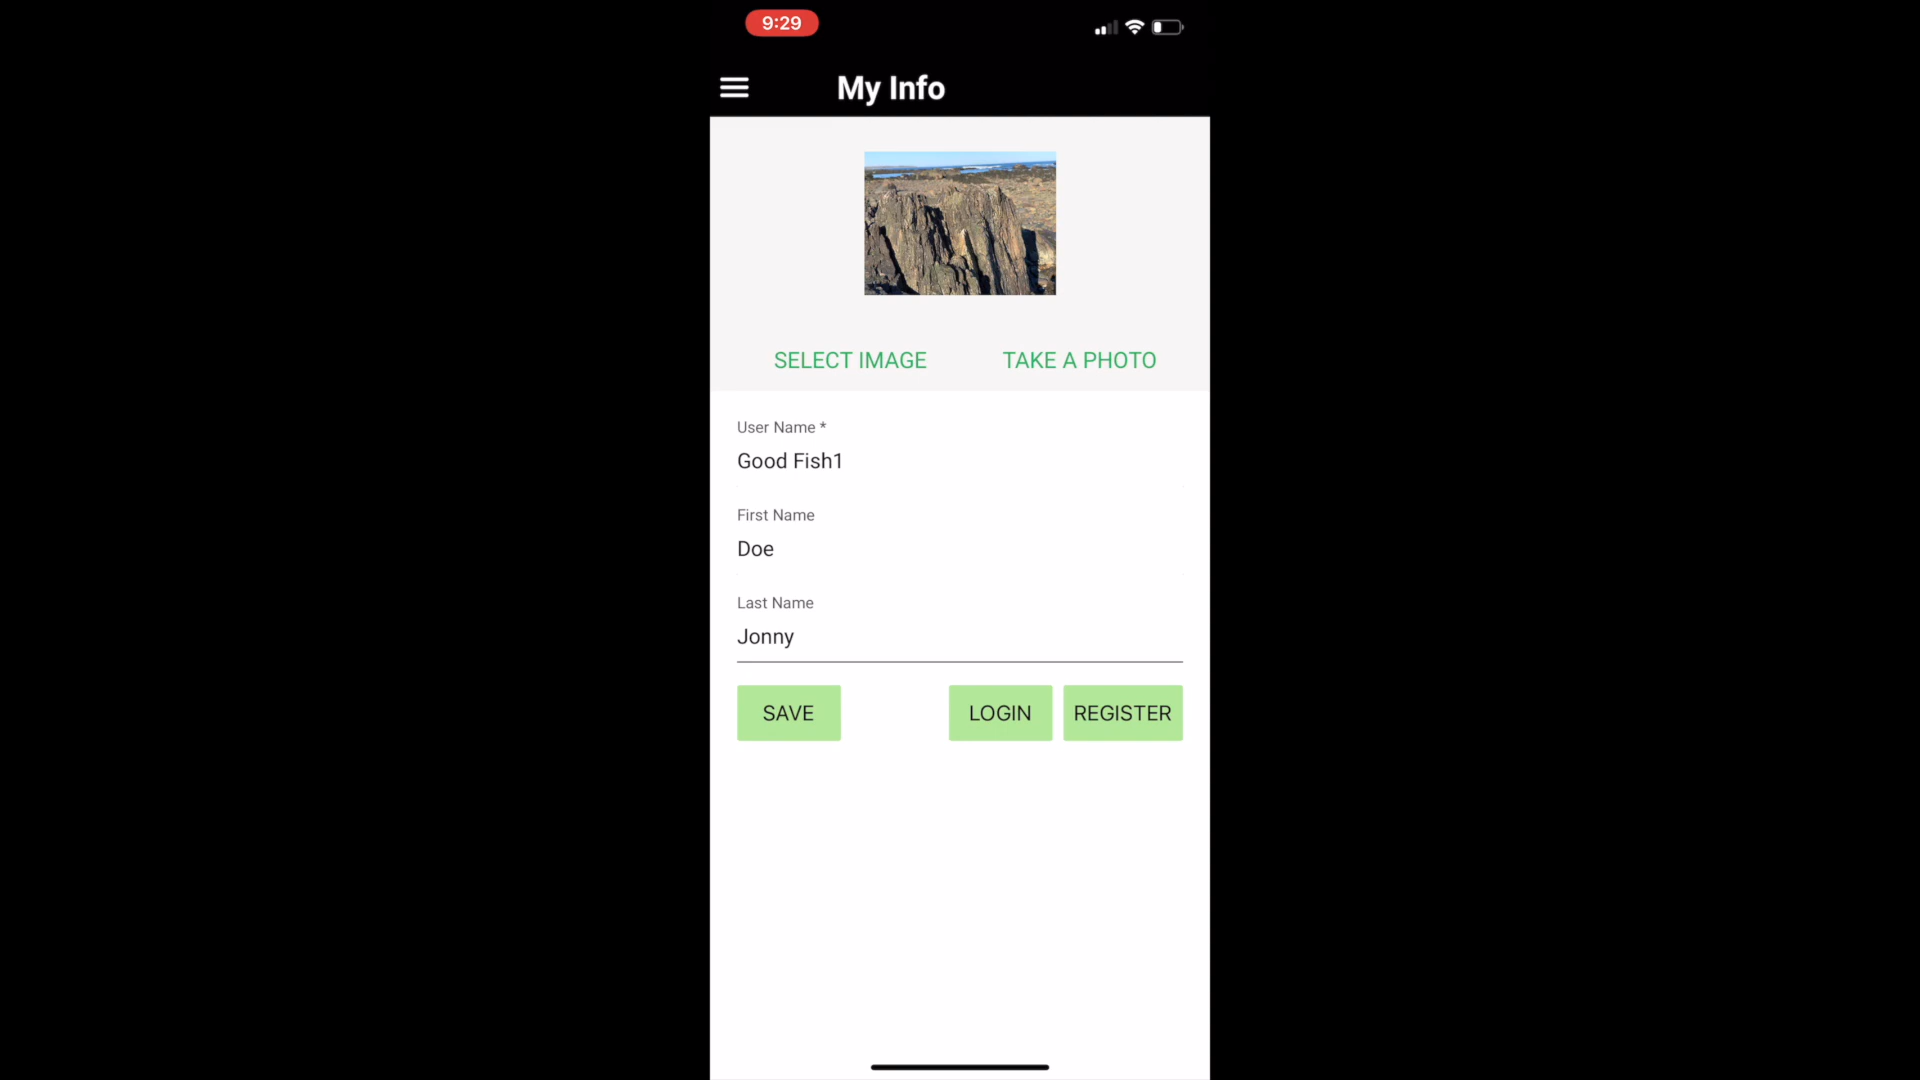 9:29
My Info
SELECT IMAGE TAKE A PHOTO
User Name *
Good Fish1
First Name
Doe
Last Name
Jonny
SAVE LOGIN REGISTER